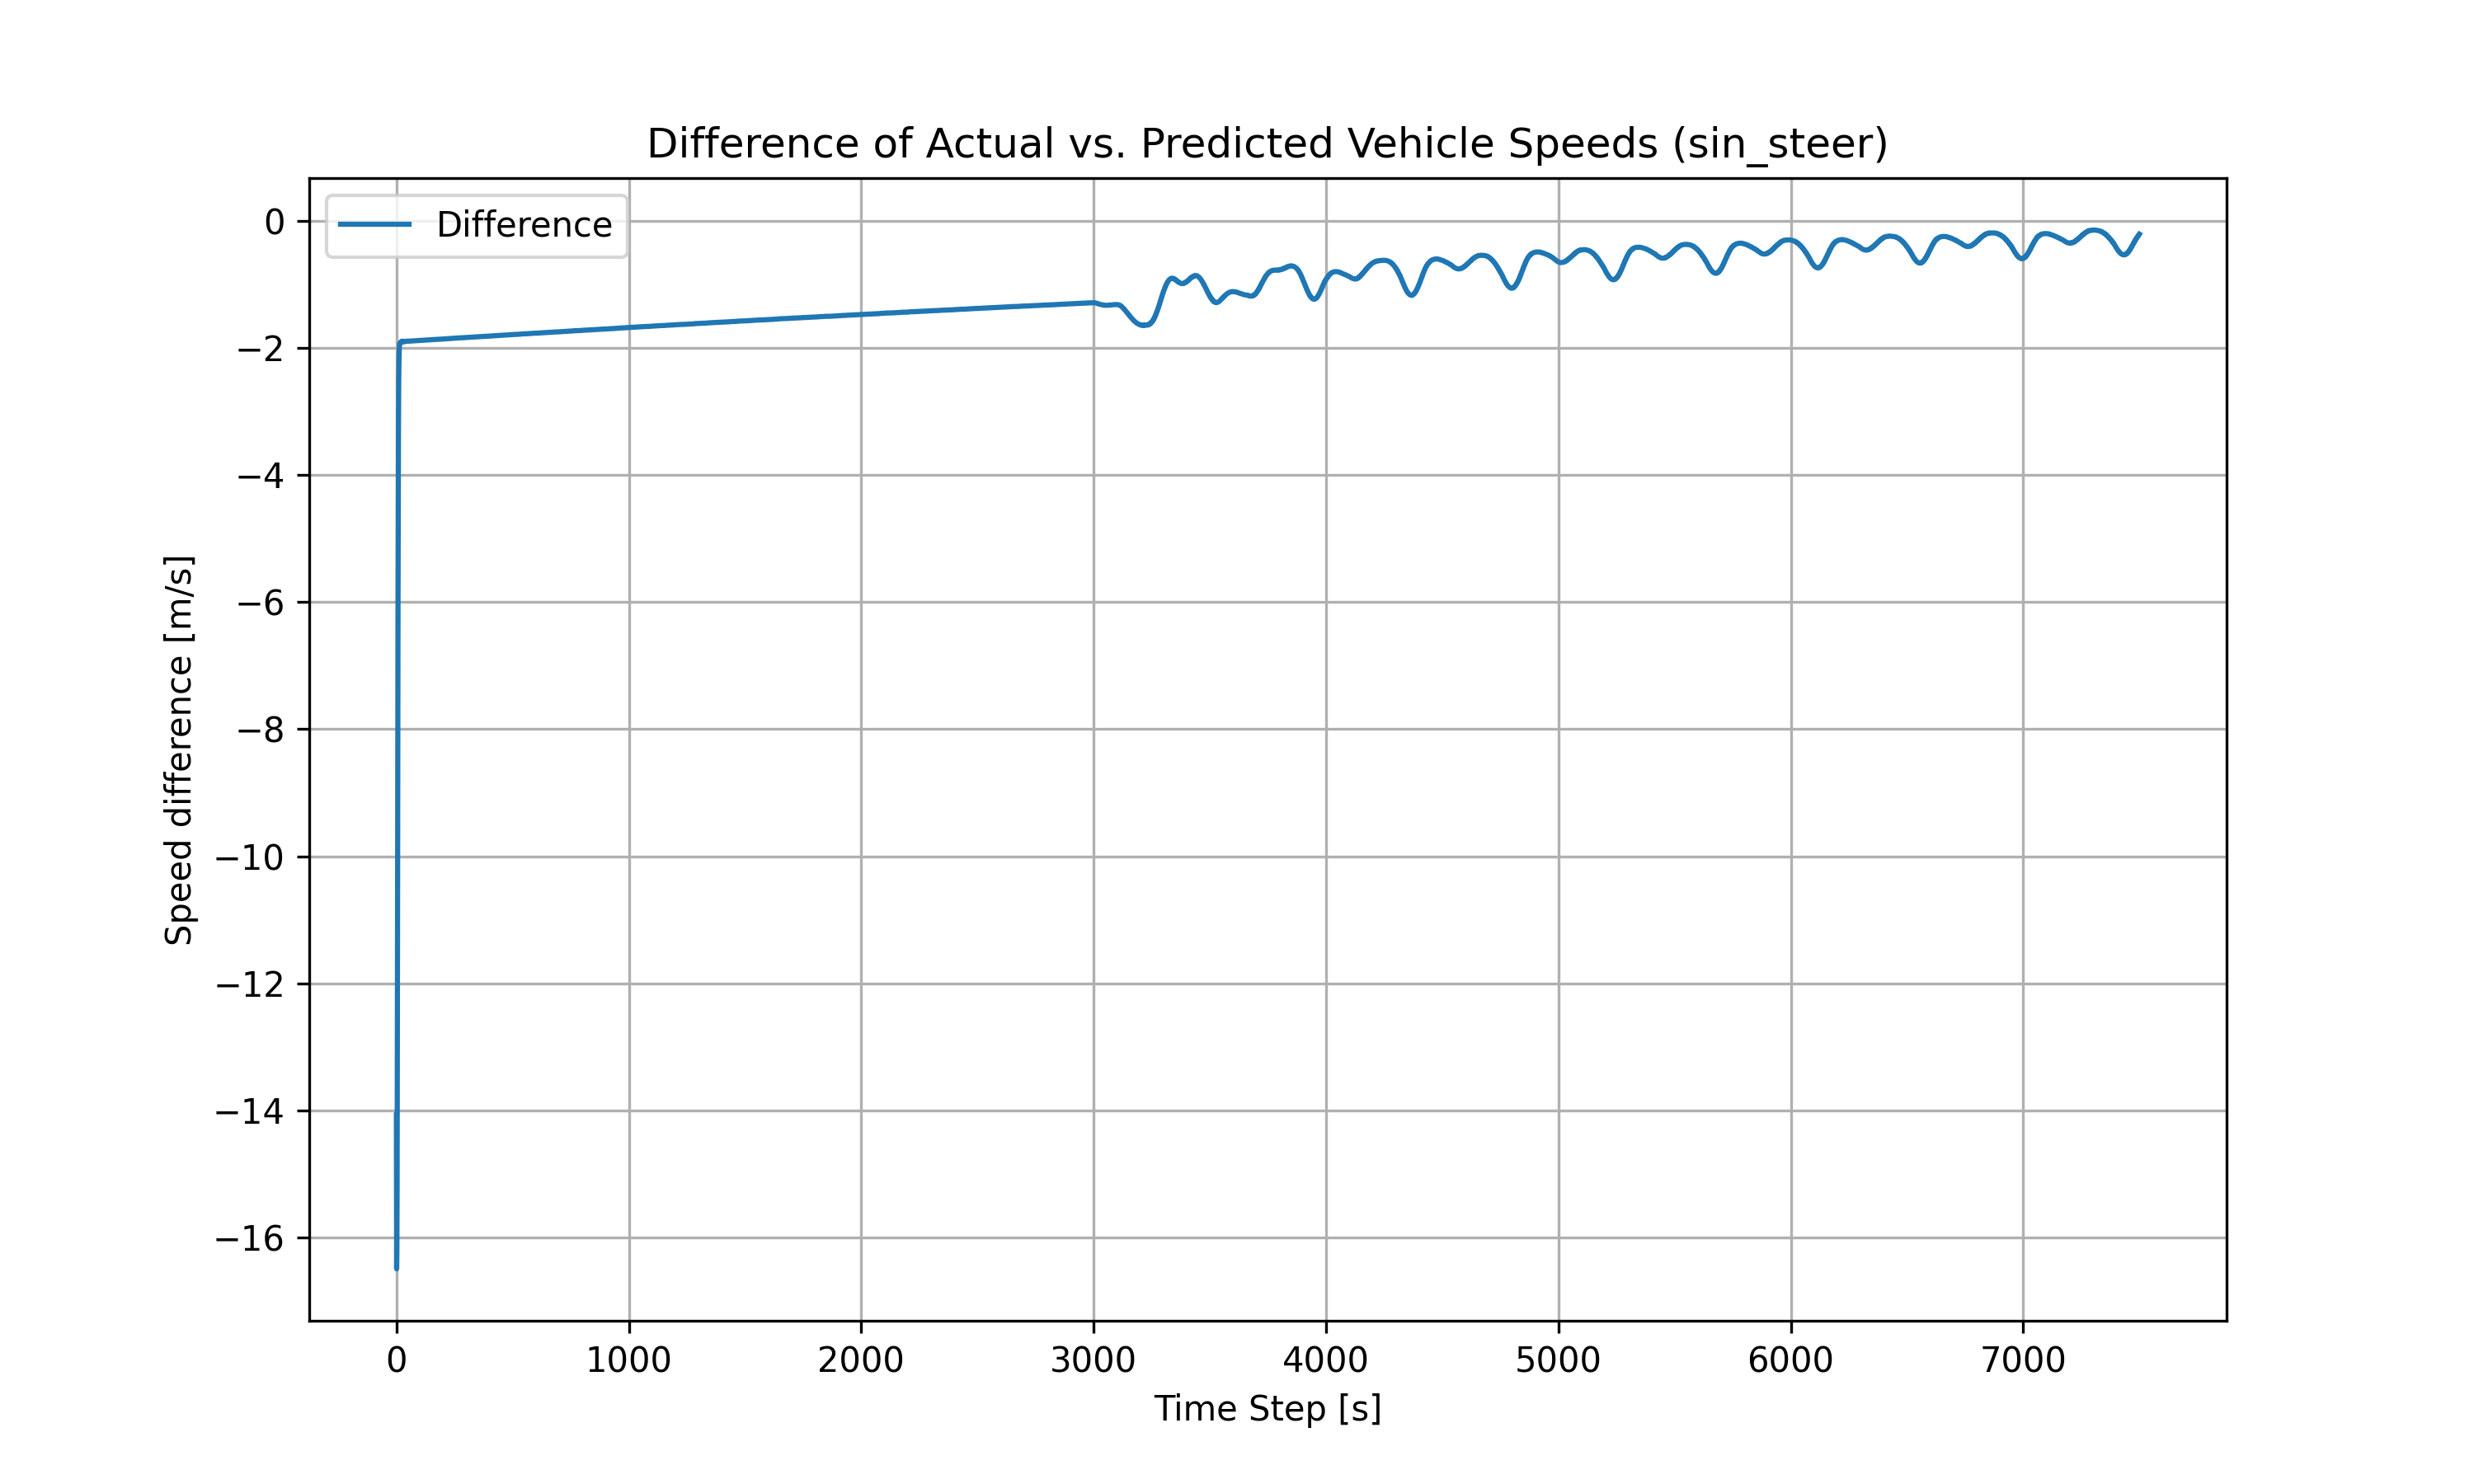 Difference of Actual vs. Predicted Vehicle Speeds (sin_steer)
Difference
0
−2
−4
−6
−8
−10
−12
−14
−16
Speed difference [m/s]
0 1000 2000 3000 4000 5000 6000 7000
Time Step [s]